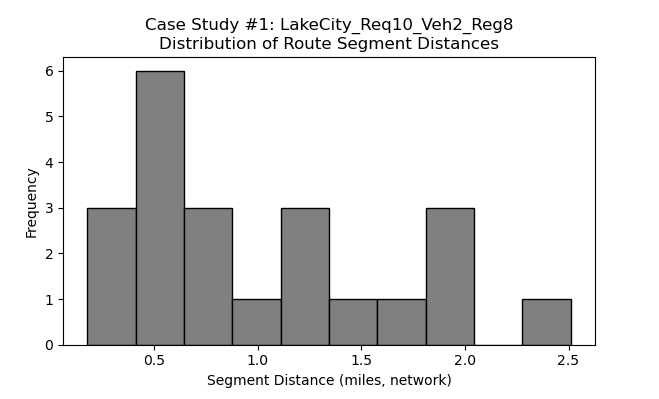 Case Study #1: LakeCity_Req10_Veh2_Reg8
Distribution of Route Segment Distances
6
5
4
3
2
1
0
Frequency
0.5 1.0 1.5 2.0 2.5
Segment Distance (miles, network)